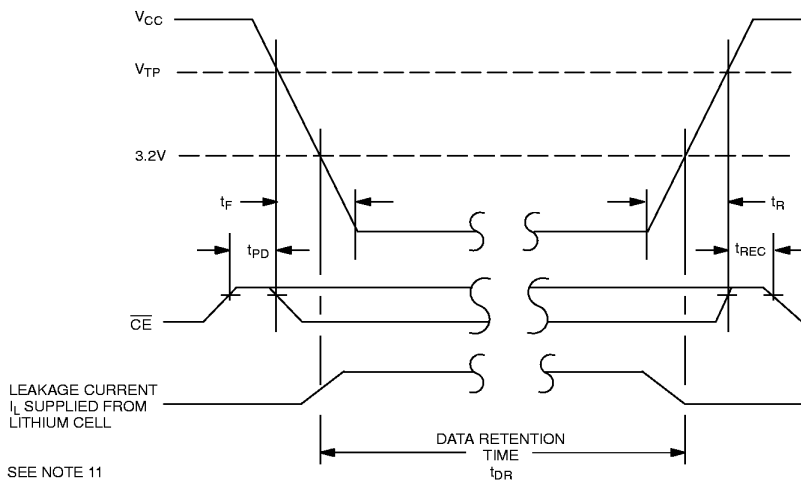 VCC
VTP
3.2V
tF
tR
tPD
tREC
CE
LEAKAGE CURRENT
IL SUPPLIED FROM
LITHIUM CELL
DATA RETENTION
TIME
tDR
SEE NOTE 11